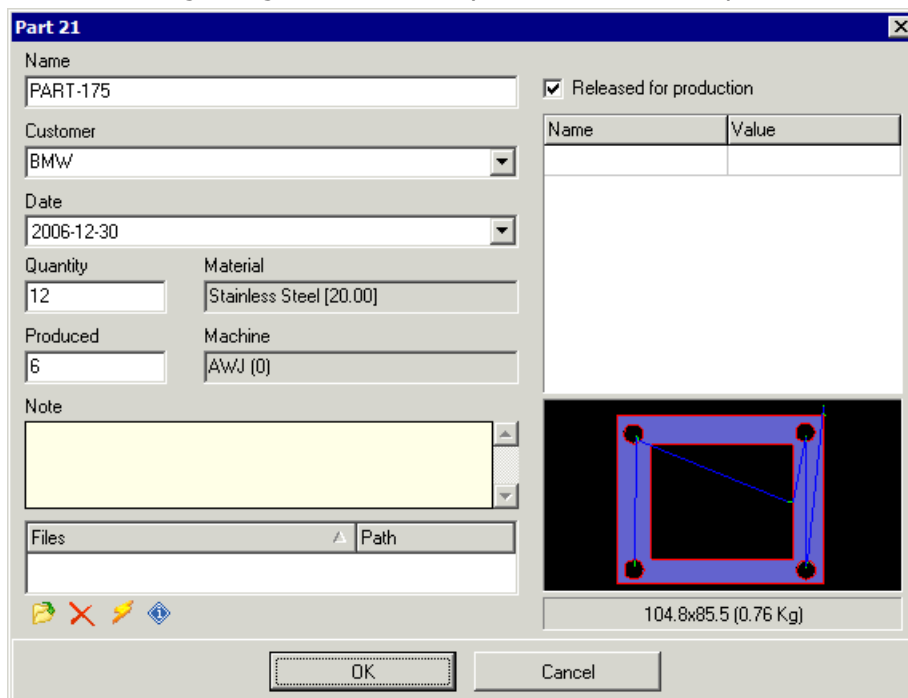 Part 21
Name
PART-175
Released for production
Name Value
Customer
BMW
Date
2006-12-30
Quantity Material
12 Stainless Steel [20.00]
Produced Machine
6 AWJ (0)
Note
Files Path
104.8x85.5 (0.76 Kg)
OK Cancel